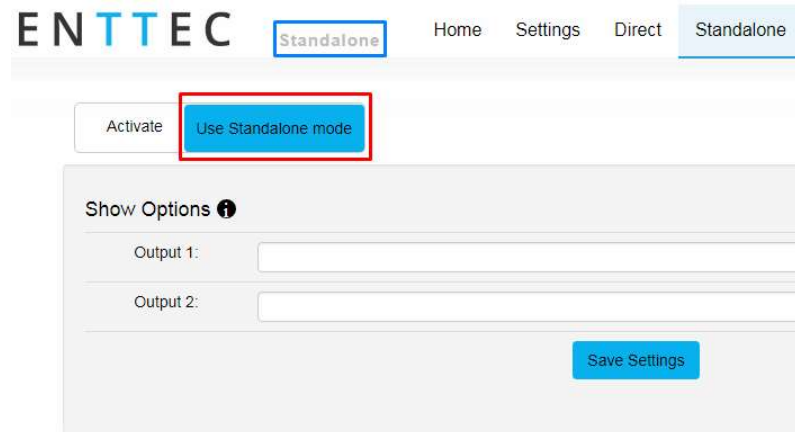 ENTTEC Standalone Home Settings Direct Standalone
Activate Use Standalone mode
Show Options
Output 1:
Output 2:
Save Settings